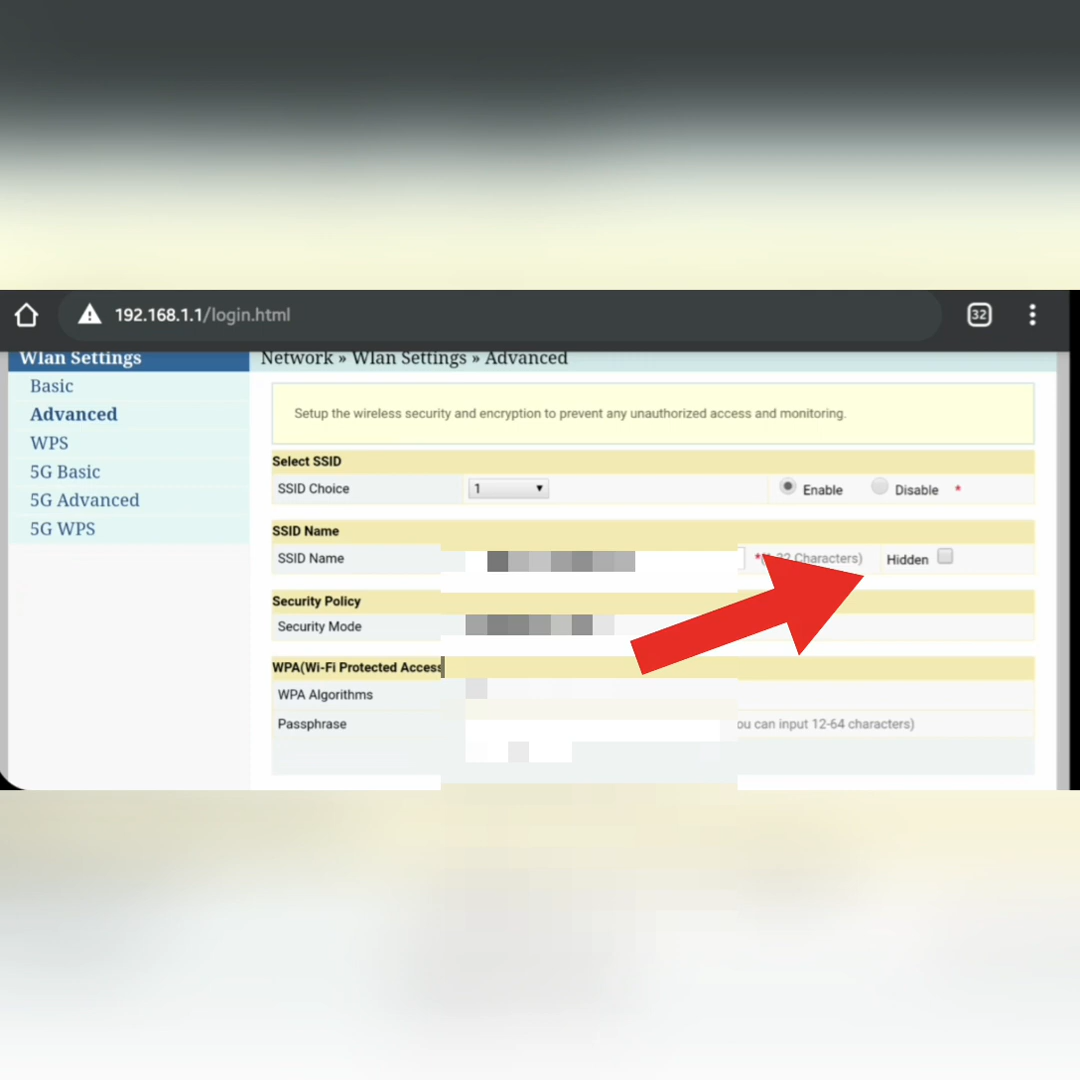 192.168.1.1/login.html
32
Wlan Settings
Network » Wlan Settings » Advanced
Basic
Advanced
WPS
5G Basic
5G Advanced
5G WPS
Setup the wireless security and encryption to prevent any unauthorized access and monitoring.
Select SSID
SSID Choice 1 Enable Disable *
SSID Name
SSID Name Characters) Hidden
Security Policy
Security Mode
WPA(Wi-Fi Protected Access
WPA Algorithms
Passphrase can input 12-64 characters)